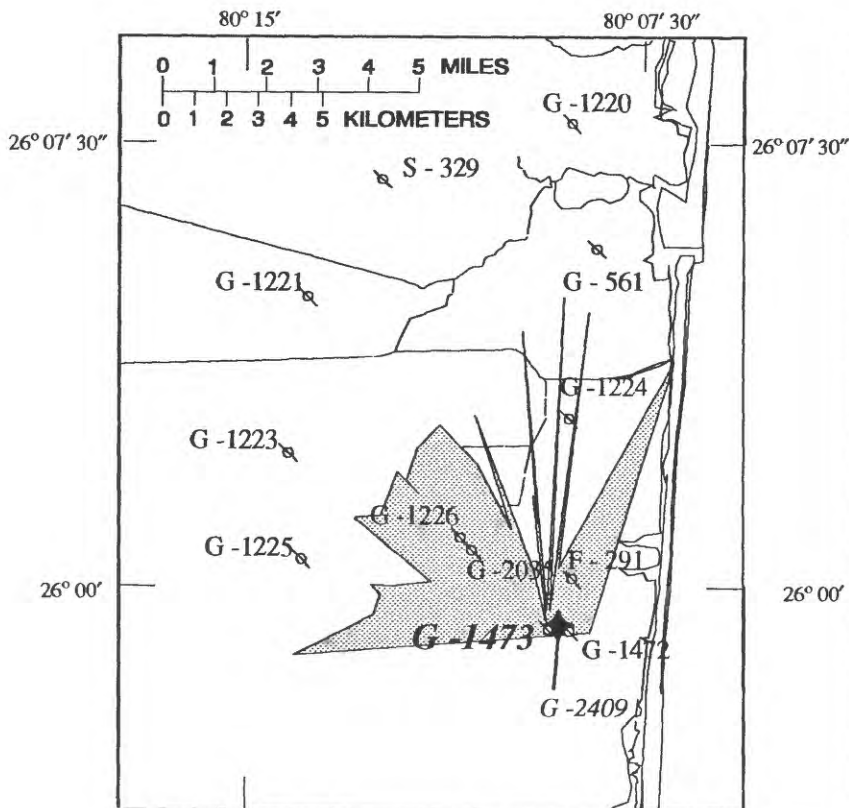 80° 15′ 80° 07′ 30″
0 1 2 3 4 5 MILES
0 1 2 3 4 5 KILOMETERS
G -1220
26° 07′ 30″ 26° 07′ 30″
S - 329
G -1221 G - 561
G -1224
G -1223
G -1226
G -1225 G -2034 F - 291
26° 00′ 26° 00′
G -1473 G -1472
G -2409